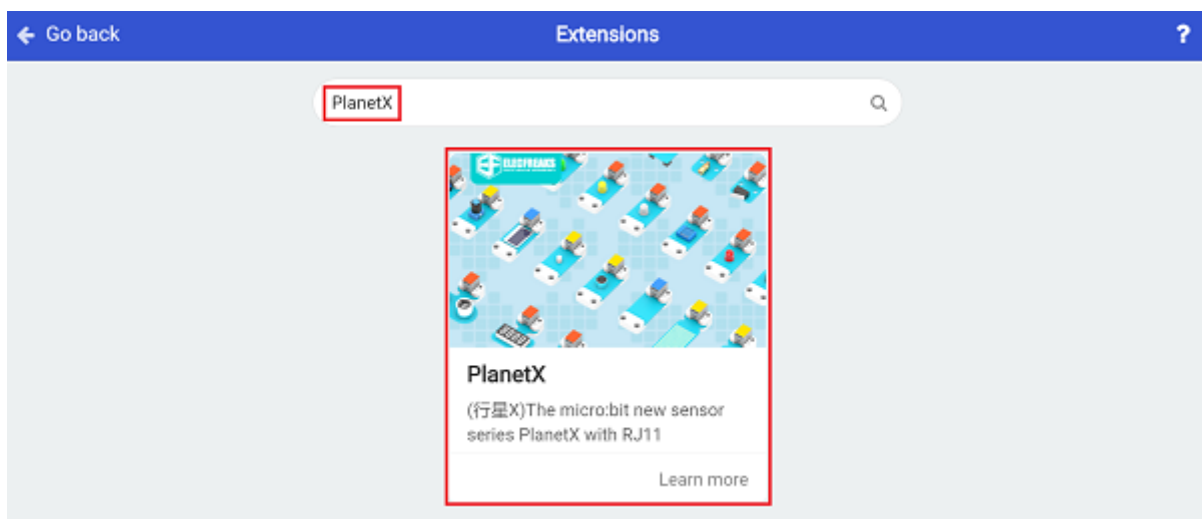 Go back
Extensions
?
PlanetX
ELECFREAKS
PlanetX
(行星X)The micro:bit new sensor
series PlanetX with RJ11
Learn more